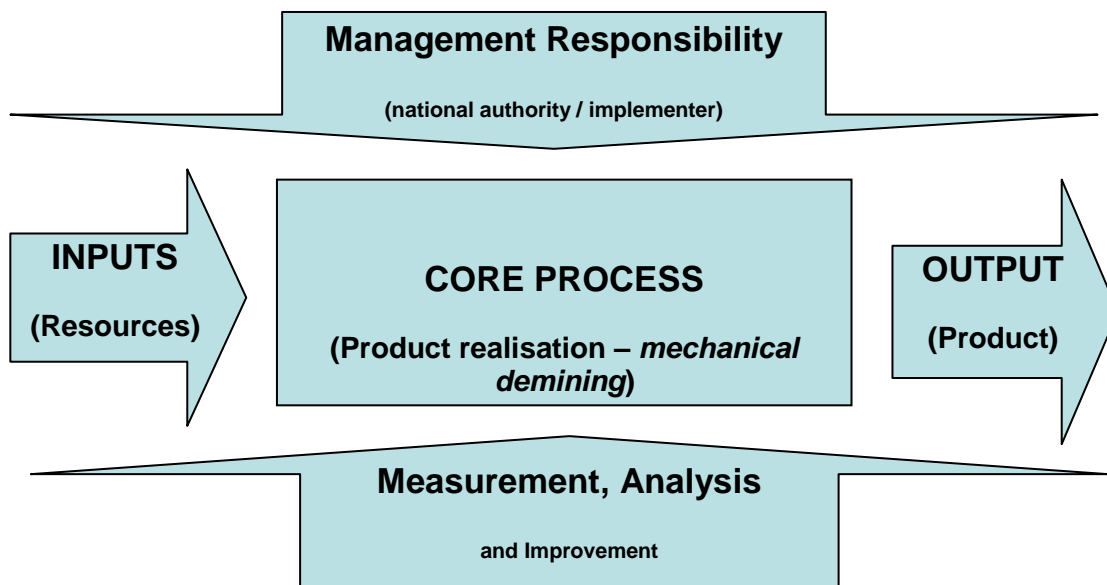 Management Responsibility
(national authority / implementer)
INPUTS
(Resources)
CORE PROCESS
(Product realisation – mechanical
demining)
OUTPUT
(Product)
Measurement, Analysis
and Improvement